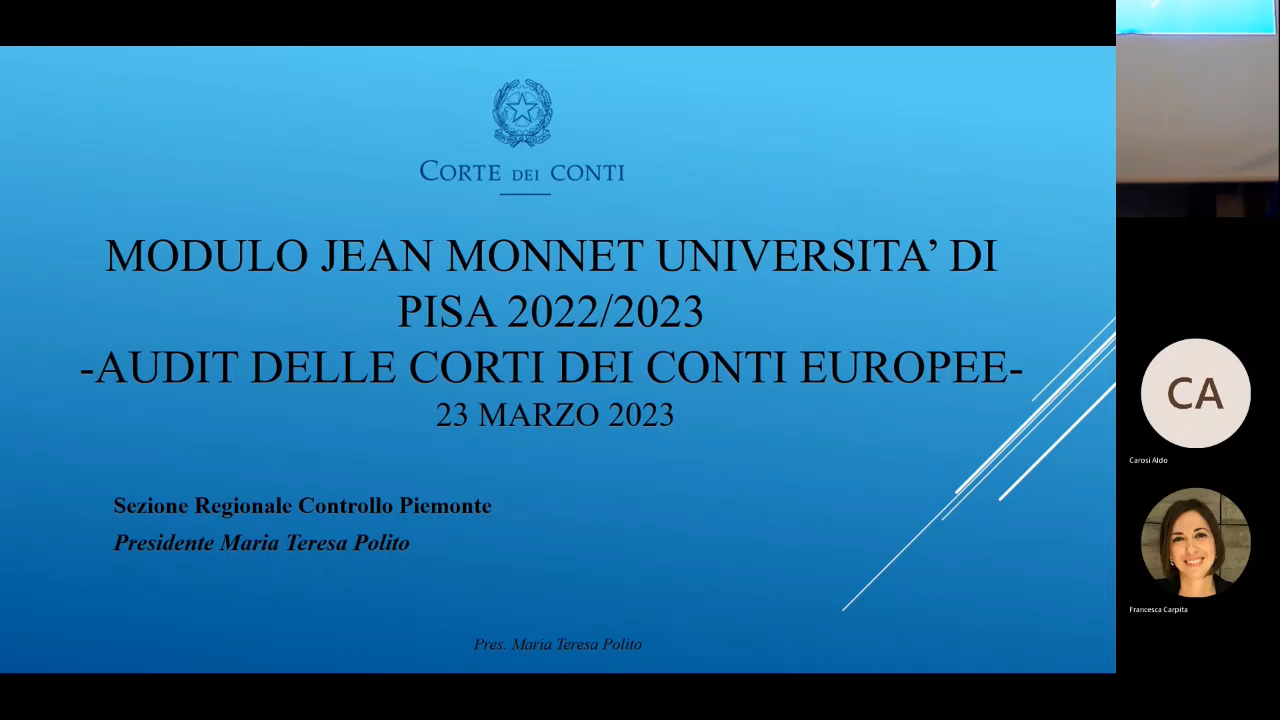 CORTE DEI CONTI
MODULO JEAN MONNET UNIVERSITA’ DI
PISA 2022/2023
-AUDIT DELLE CORTI DEI CONTI EUROPEE-
23 MARZO 2023
Sezione Regionale Controllo Piemonte
Presidente Maria Teresa Polito
Pres. Maria Teresa Polito
CA
Carosi Aldo
Francesca Carpita